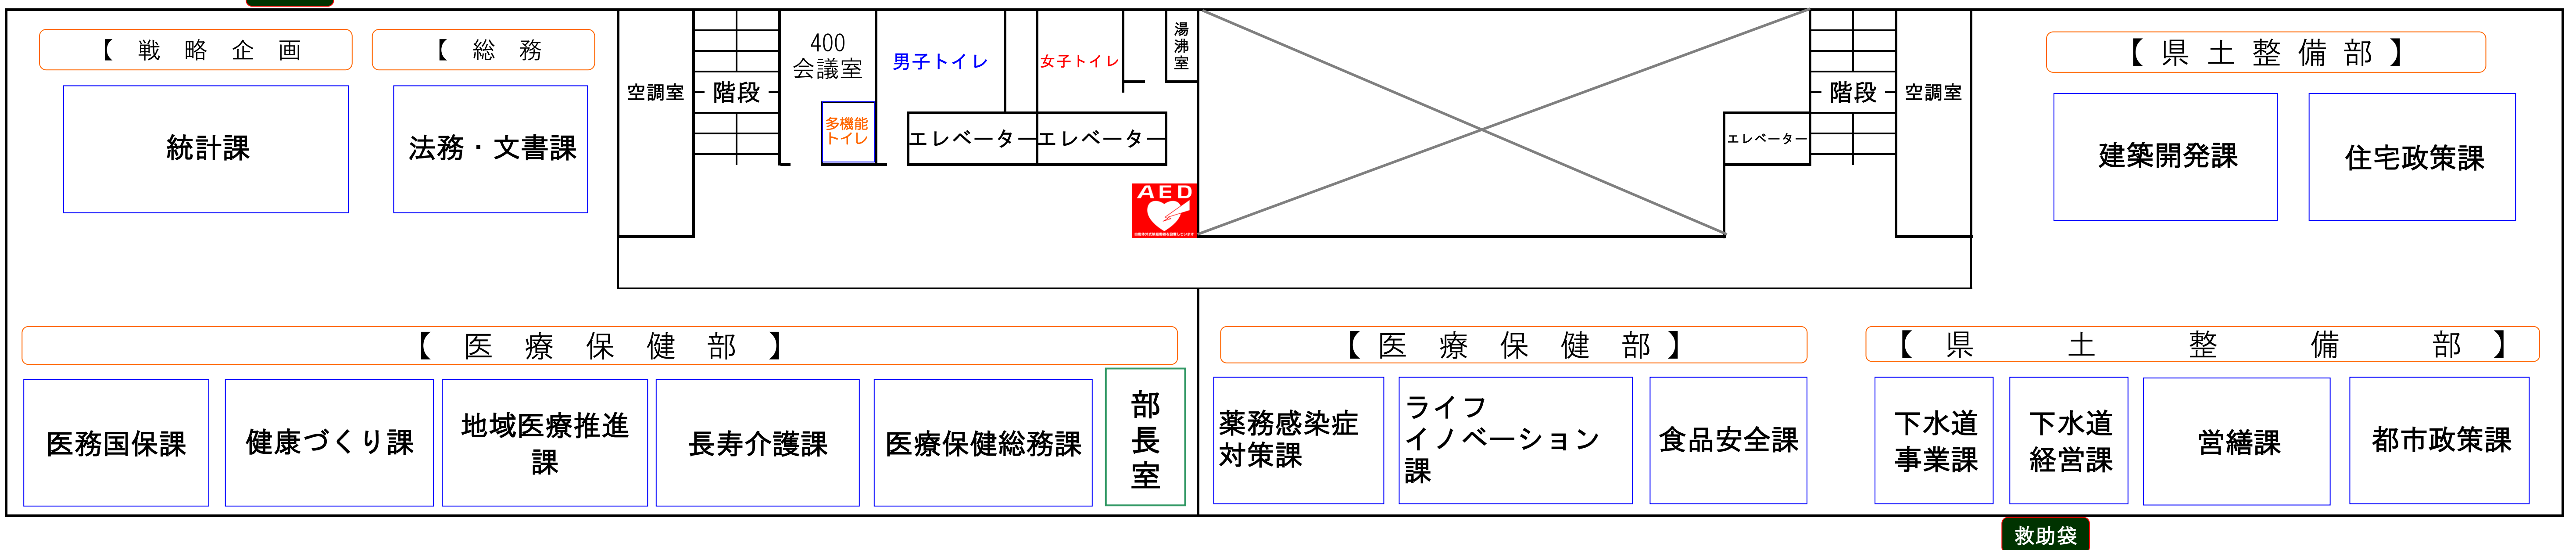 【　戦　略　企　画
【　総　務
統計課
法務・文書課
空調室
階段
400
会議室
多機能
トイレ
男子トイレ
女子トイレ
湯沸室
エレベーター
エレベーター
AED
エレベーター
階段
空調室
【 県 土 整 備 部 】
建築開発課
住宅政策課
【　医　療　保　健　部　】
医務国保課
健康づくり課
地域医療推進
課
長寿介護課
医療保健総務課
部長室
【 医　療　保　健　部 】
薬務感染症
対策課
ライフ
イノベーション
課
食品安全課
【　県　土　整　備　部　】
下水道
事業課
下水道
経営課
営繕課
都市政策課
救助袋